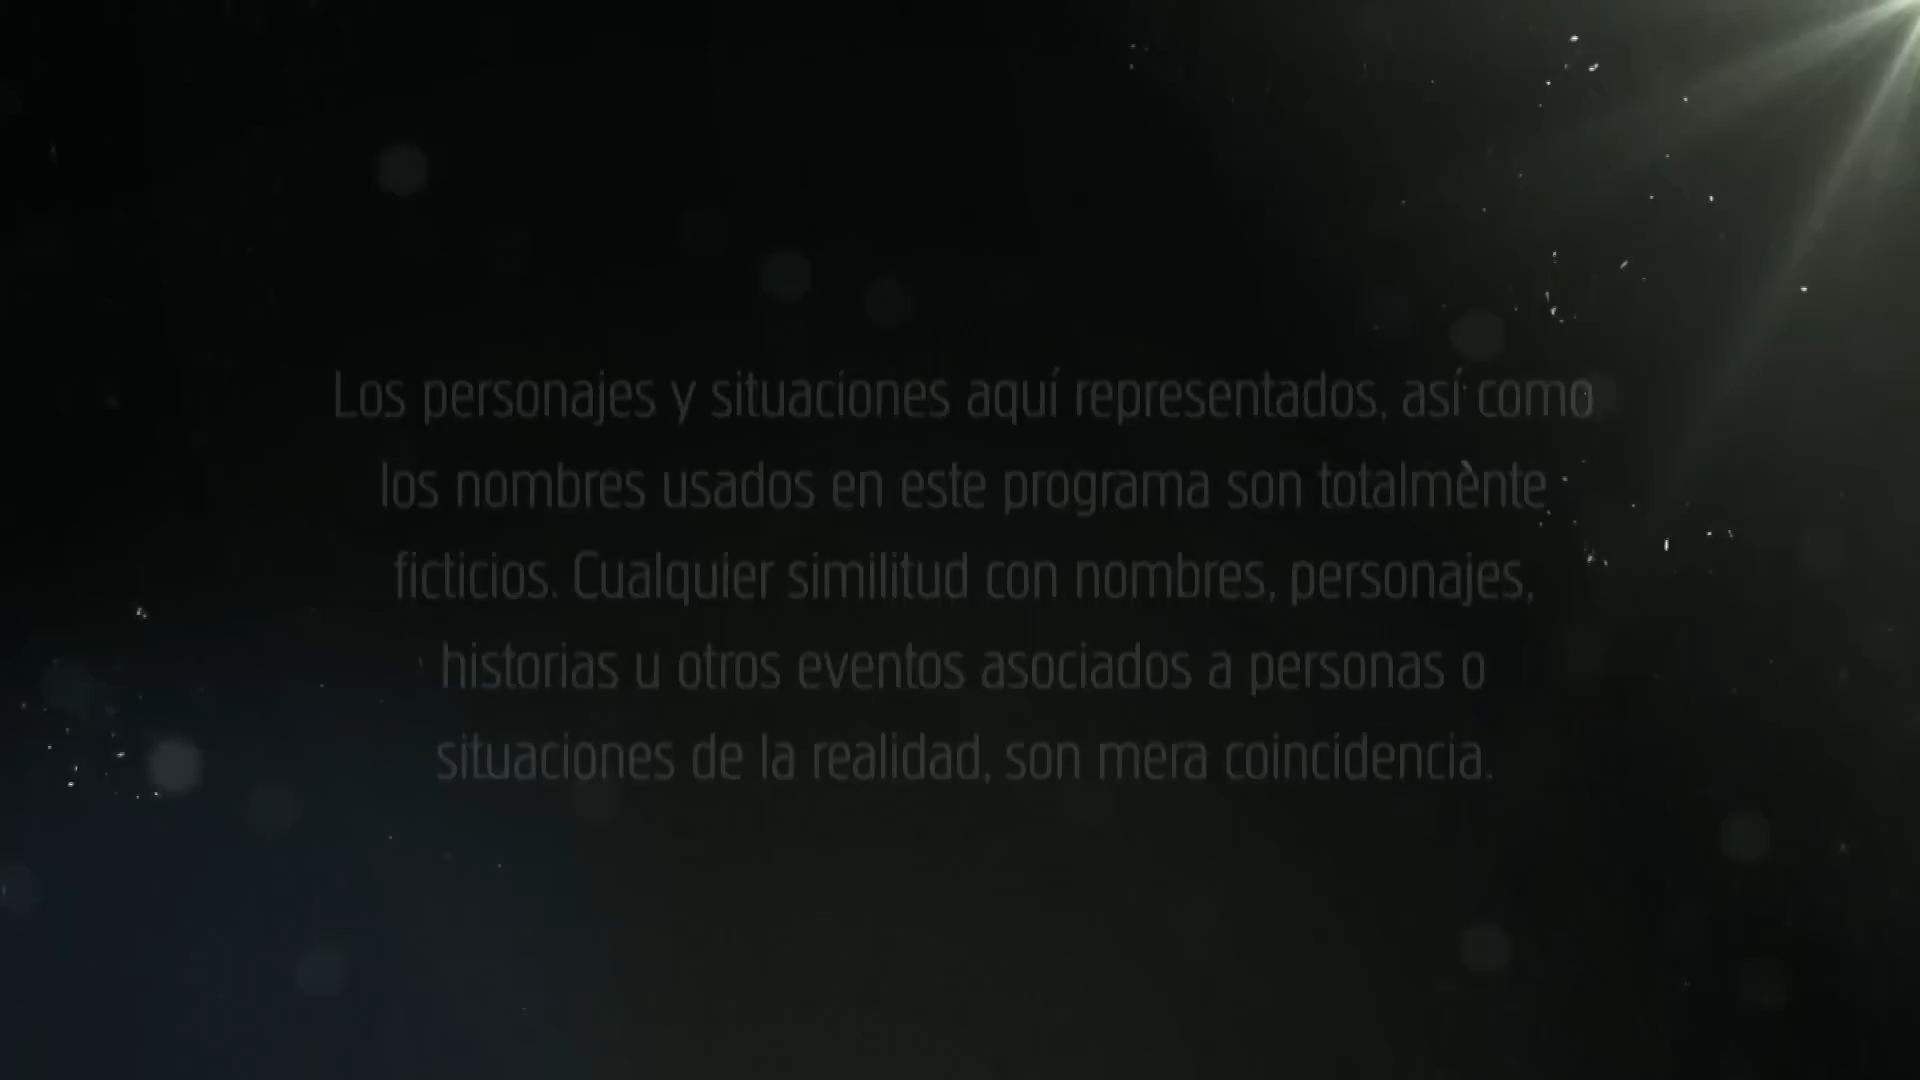 Los personajes y situaciones aquí representados, así como
los nombres usados en este programa son totalmente
ficticios. Cualquier similitud con nombres, personajes,
historias u otros eventos asociados a personas o
situaciones de la realidad, son mera coincidencia.